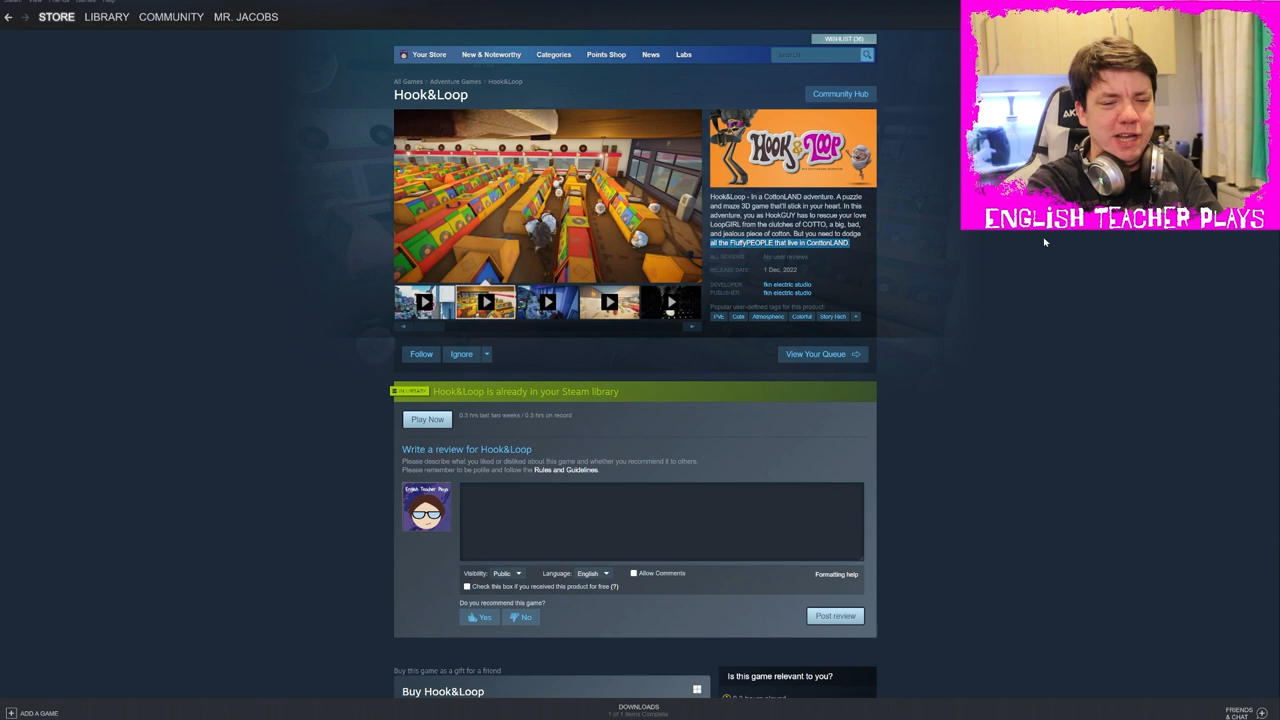 STORE LIBRARY COMMUNITY MR. JACOBS
WISHLIST (36)
Your Store New & Noteworthy Categories Points Shop News Labs search
All Games > Adventure Games > Hook&Loop
Hook&Loop
Community Hub
HOOK & LOOP
Hook&Loop - In a CottonLAND adventure. A puzzle
and maze 3D game that'll stick in your heart. In this
adventure, you as HookGUY has to rescue your love
LoopGIRL from the clutches of COTTO, a big, bad,
and jealous piece of cotton. But you need to dodge
all the FluffyPEOPLE that live in ConttonLAND.
ALL REVIEWS: No user reviews
RELEASE DATE: 1 Dec, 2022
DEVELOPER: fkn electric studio
PUBLISHER: fkn electric studio
Popular user-defined tags for this product:
PVE Cute Atmospheric Colorful Story Rich +
ENGLISH TEACHER PLAYS
Follow Ignore View Your Queue
IN LIBRARY Hook&Loop is already in your Steam library
Play Now 0.3 hrs last two weeks / 0.3 hrs on record
Write a review for Hook&Loop
Please describe what you liked or disliked about this game and whether you recommend it to others.
Please remember to be polite and follow the Rules and Guidelines.
English Teacher Plays
Visibility: Public Language: English Allow Comments Formatting help
Check this box if you received this product for free (?)
Do you recommend this game?
Yes No Post review
Buy this game as a gift for a friend
Buy Hook&Loop
Is this game relevant to you?
ADD A GAME
DOWNLOADS
1 of 1 Items Complete
FRIENDS
& CHAT